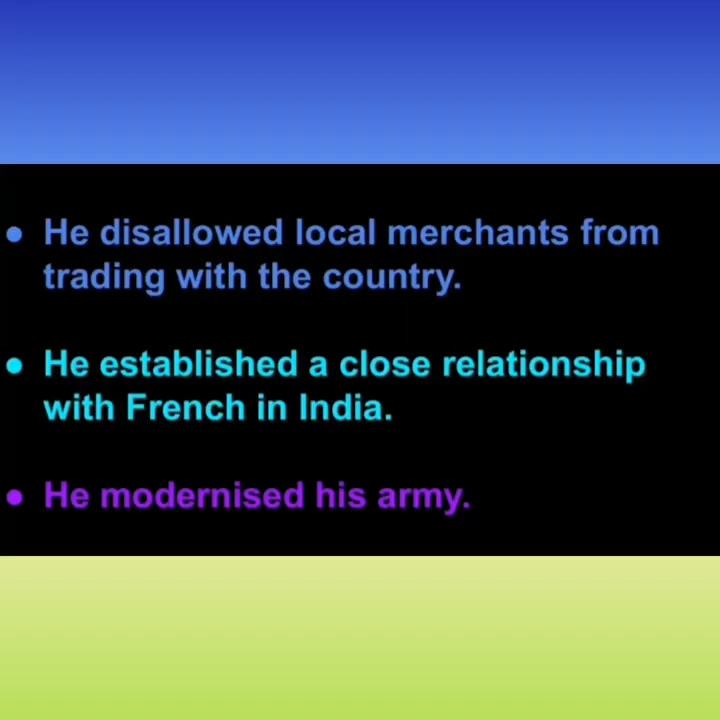 ● He disallowed local merchants from
trading with the country.
● He established a close relationship
with French in India.
● He modernised his army.